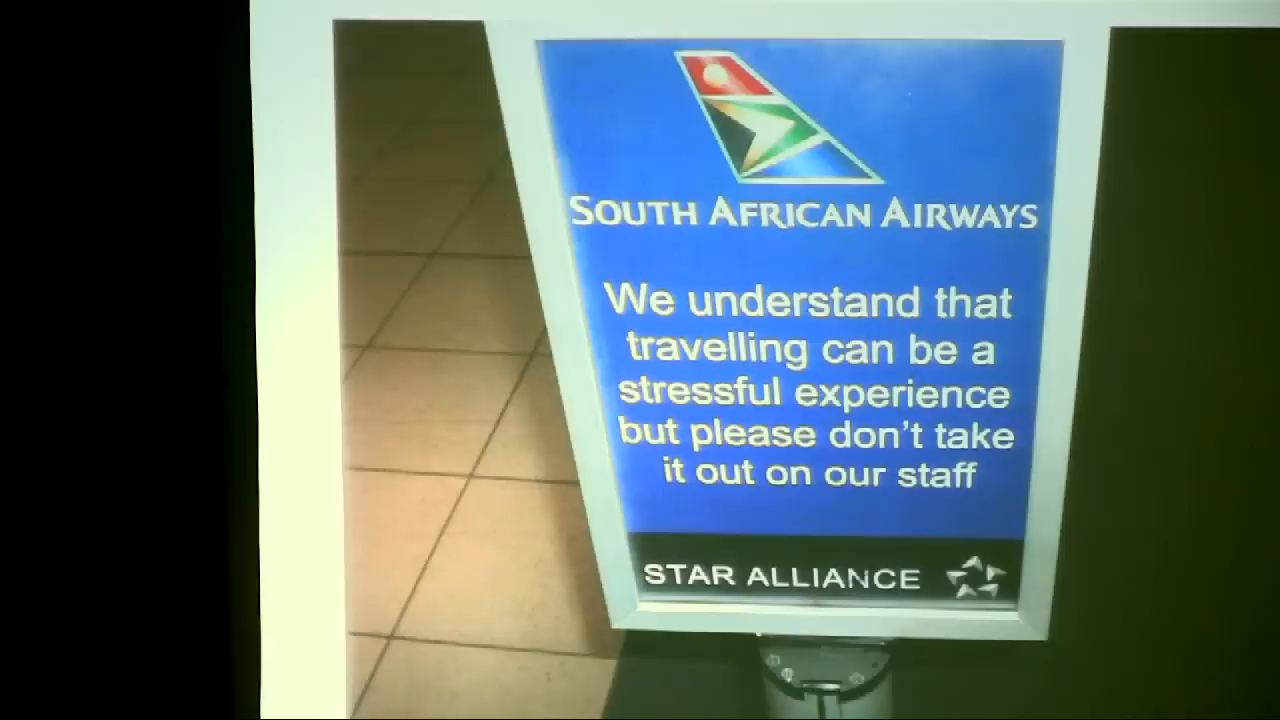 SOUTH AFRICAN AIRWAYS
We understand that
travelling can be a
stressful experience
but please don't take
it out on our staff
STAR ALLIANCE